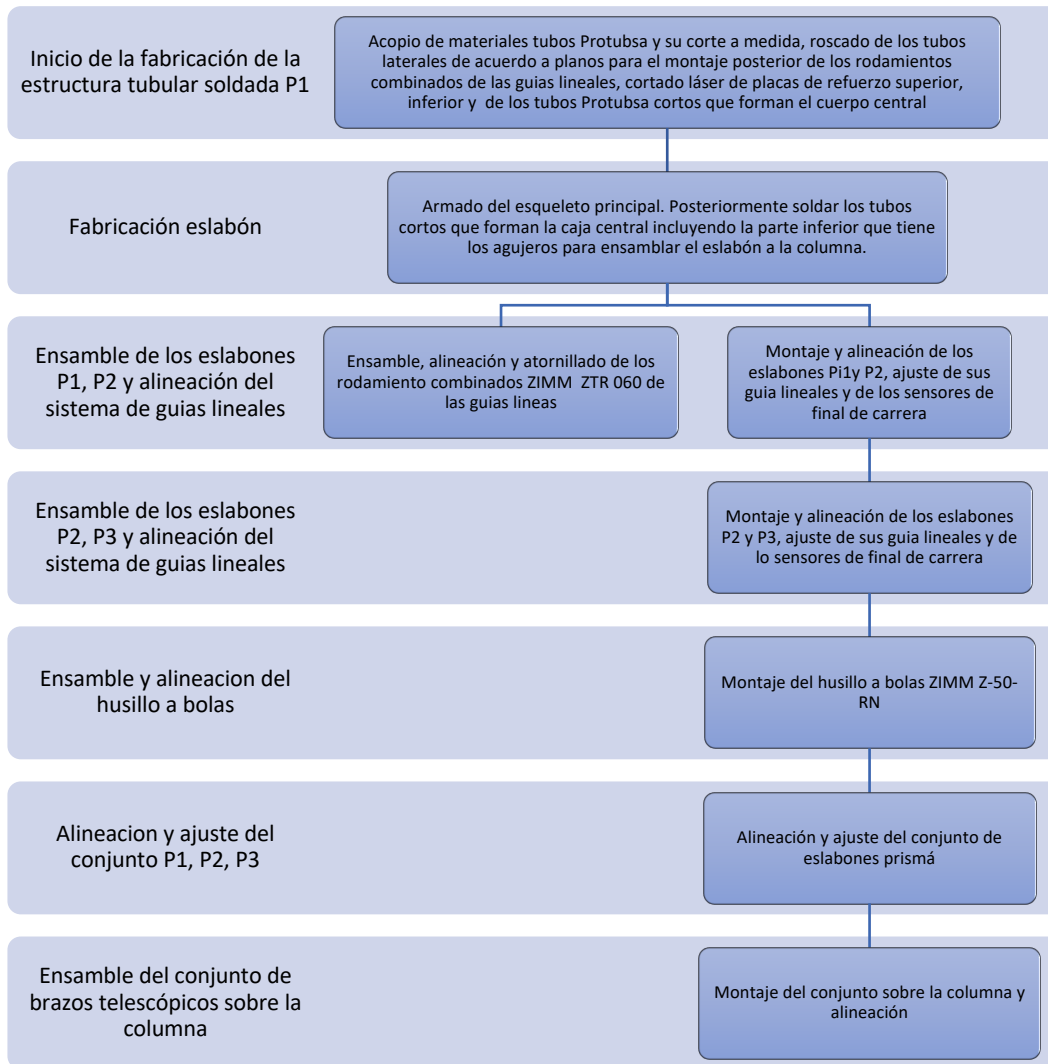 Inicio de la fabricación de la
estructura tubular soldada P1
Acopio de materiales tubos Protubsa y su corte a medida, roscado de los tubos
laterales de acuerdo a planos para el montaje posterior de los rodamientos
combinados de las guias lineales, cortado láser de placas de refuerzo superior,
inferior y de los tubos Protubsa cortos que forman el cuerpo central
Fabricación eslabón
Armado del esqueleto principal. Posteriormente soldar los tubos
cortos que forman la caja central incluyendo la parte inferior que tiene
los agujeros para ensamblar el eslabón a la columna.
Ensamble de los eslabones
P1, P2 y alineación del
sistema de guias lineales
Ensamble, alineación y atornillado de los
rodamiento combinados ZIMM ZTR 060 de
las guias lineas
Montaje y alineación de los
eslabones Pi1y P2, ajuste de sus
guia lineales y de los sensores de
final de carrera
Ensamble de los eslabones
P2, P3 y alineación del
sistema de guias lineales
Montaje y alineación de los eslabones
P2 y P3, ajuste de sus guia lineales y de
lo sensores de final de carrera
Ensamble y alineacion del
husillo a bolas
Montaje del husillo a bolas ZIMM Z-50-
RN
Alineacion y ajuste del
conjunto P1, P2, P3
Alineación y ajuste del conjunto de
eslabones prismá
Ensamble del conjunto de
brazos telescópicos sobre la
columna
Montaje del conjunto sobre la columna y
alineación